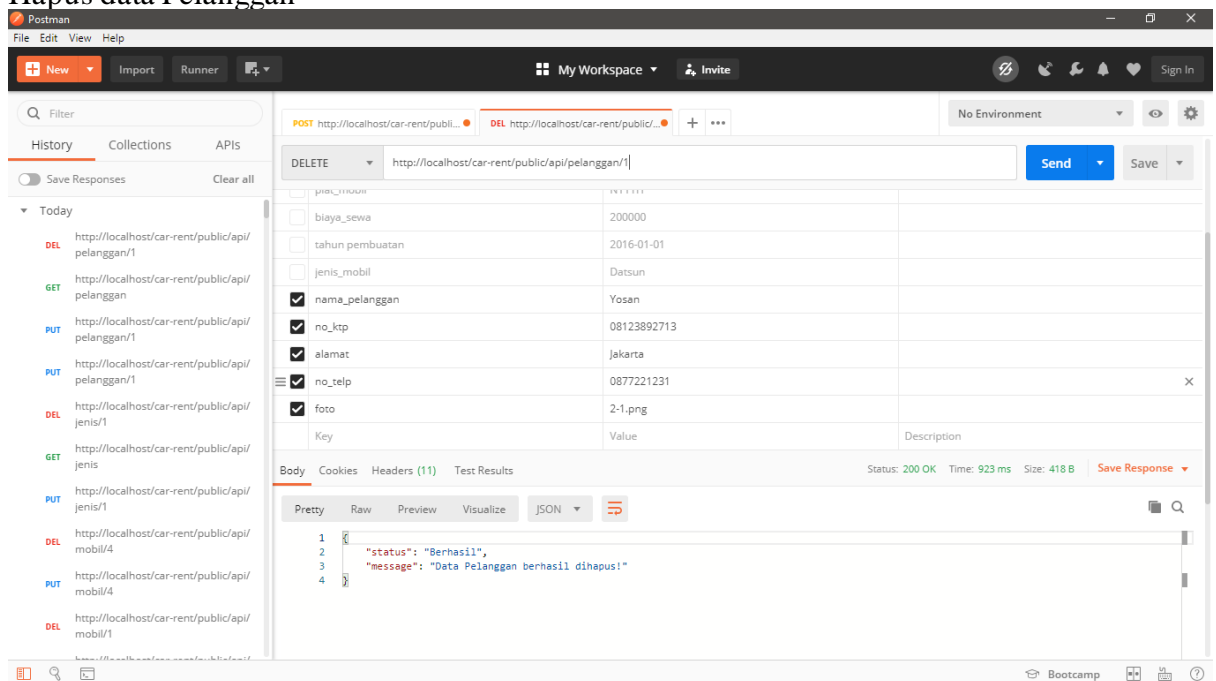 Hapus data Pelanggan
Postman
File Edit View Help
New Import Runner My Workspace Invite Sign In
Filter
History Collections APIs
Save Responses Clear all
Today
DEL http://localhost/car-rent/public/api/
pelanggan/1
GET http://localhost/car-rent/public/api/
pelanggan
PUT http://localhost/car-rent/public/api/
pelanggan/1
PUT http://localhost/car-rent/public/api/
pelanggan/1
DEL http://localhost/car-rent/public/api/
jenis/1
GET http://localhost/car-rent/public/api/
jenis
PUT http://localhost/car-rent/public/api/
jenis/1
DEL http://localhost/car-rent/public/api/
mobil/4
PUT http://localhost/car-rent/public/api/
mobil/4
DEL http://localhost/car-rent/public/api/
mobil/1
POST http://localhost/car-rent/publi... DEL http://localhost/car-rent/public/... + •••
No Environment
DELETE http://localhost/car-rent/public/api/pelanggan/1 Send Save
plat_mobil
biaya_sewa 200000
tahun pembuatan 2016-01-01
jenis_mobil Datsun
nama_pelanggan Yosan
no_ktp 08123892713
alamat Jakarta
no_telp 0877221231
foto 2-1.png
Key Value Description
Body Cookies Headers (11) Test Results Status: 200 OK Time: 923 ms Size: 418 B Save Response
Pretty Raw Preview Visualize JSON
1 {
2 "status": "Berhasil",
3 "message": "Data Pelanggan berhasil dihapus!"
4 }
Bootcamp